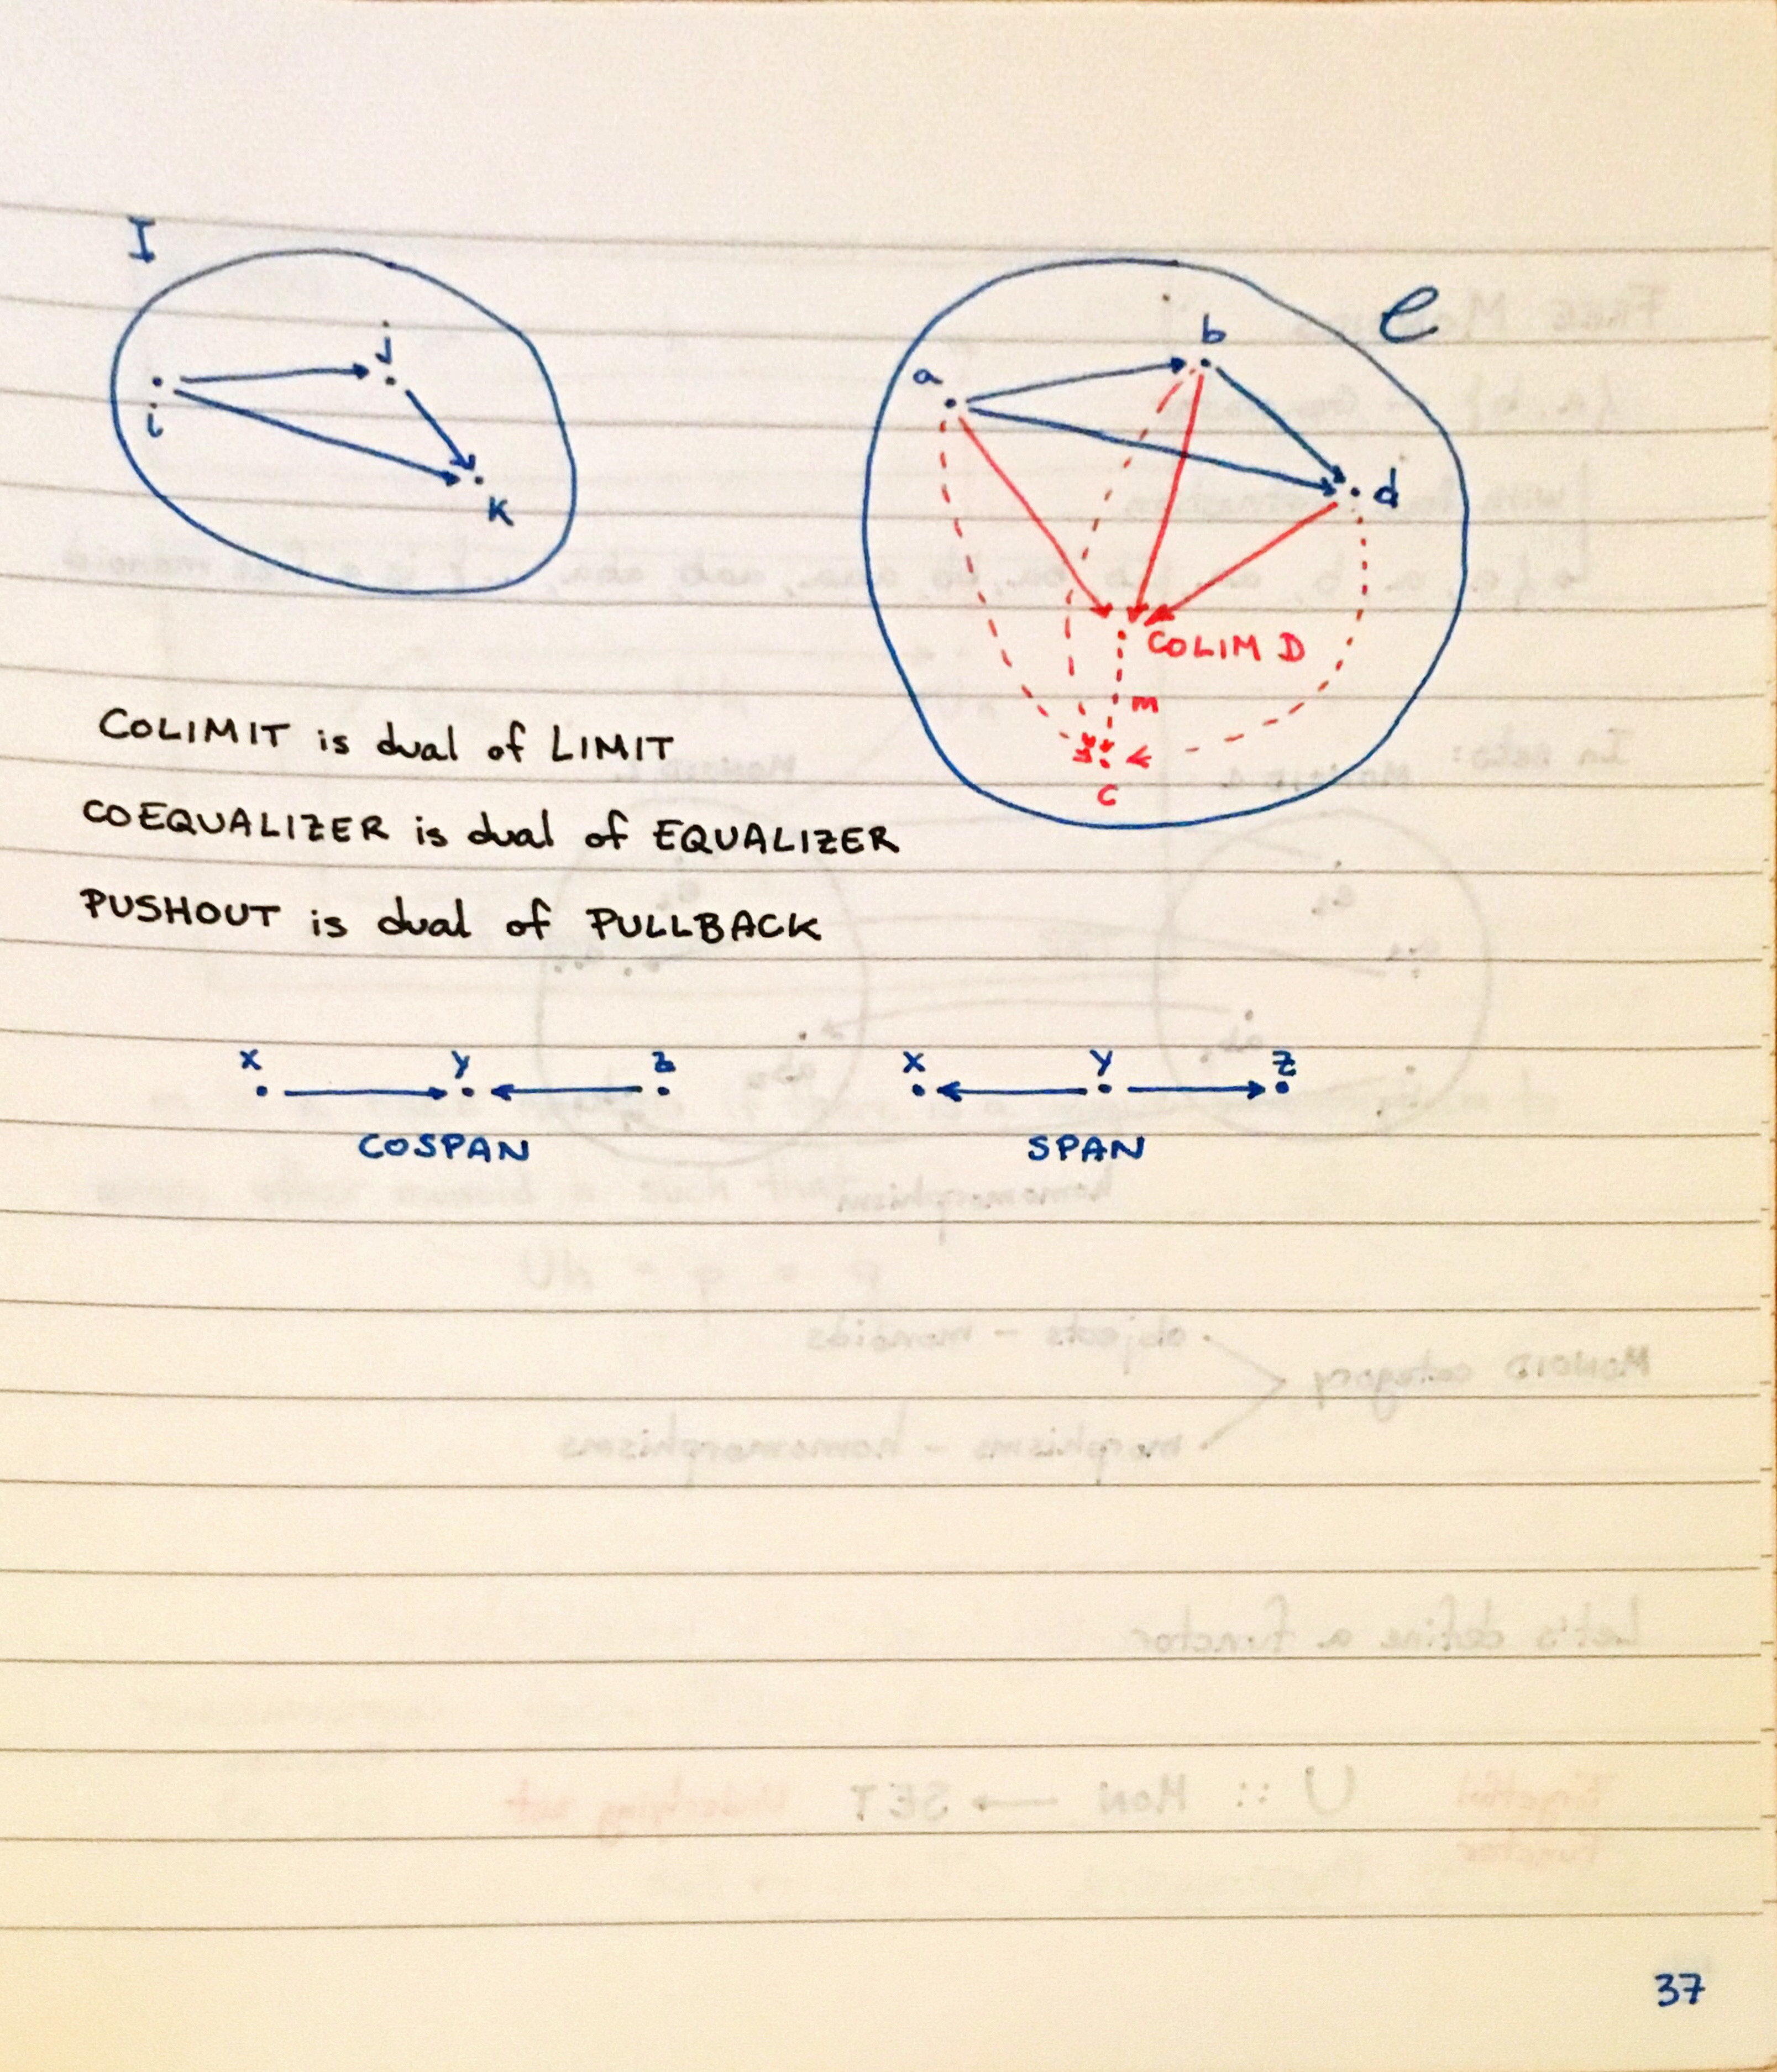 I
i
j
k
C
a
b
d
COLIM D
m
c
COLIMIT is dual of LIMIT
COEQUALIZER is dual of EQUALIZER
PUSHOUT is dual of PULLBACK
x y z
COSPAN
x y z
SPAN
37